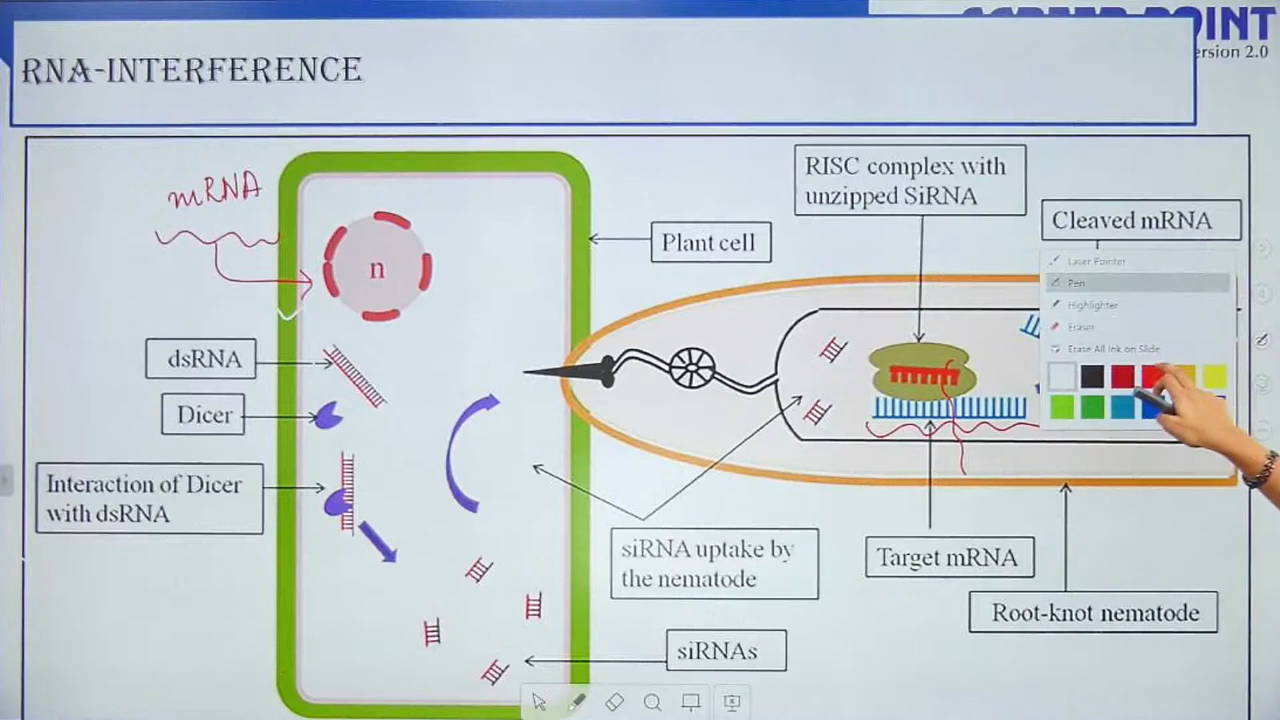 POINT
ersion 2.0
RNA-INTERFERENCE
mRNA
n
Plant cell
RISC complex with
unzipped SiRNA
Cleaved mRNA
Laser Pointer
Pen
Highlighter
Eraser
Erase All Ink on Slide
dsRNA
Dicer
Interaction of Dicer
with dsRNA
siRNA uptake by
the nematode
Target mRNA
Root-knot nematode
siRNAs